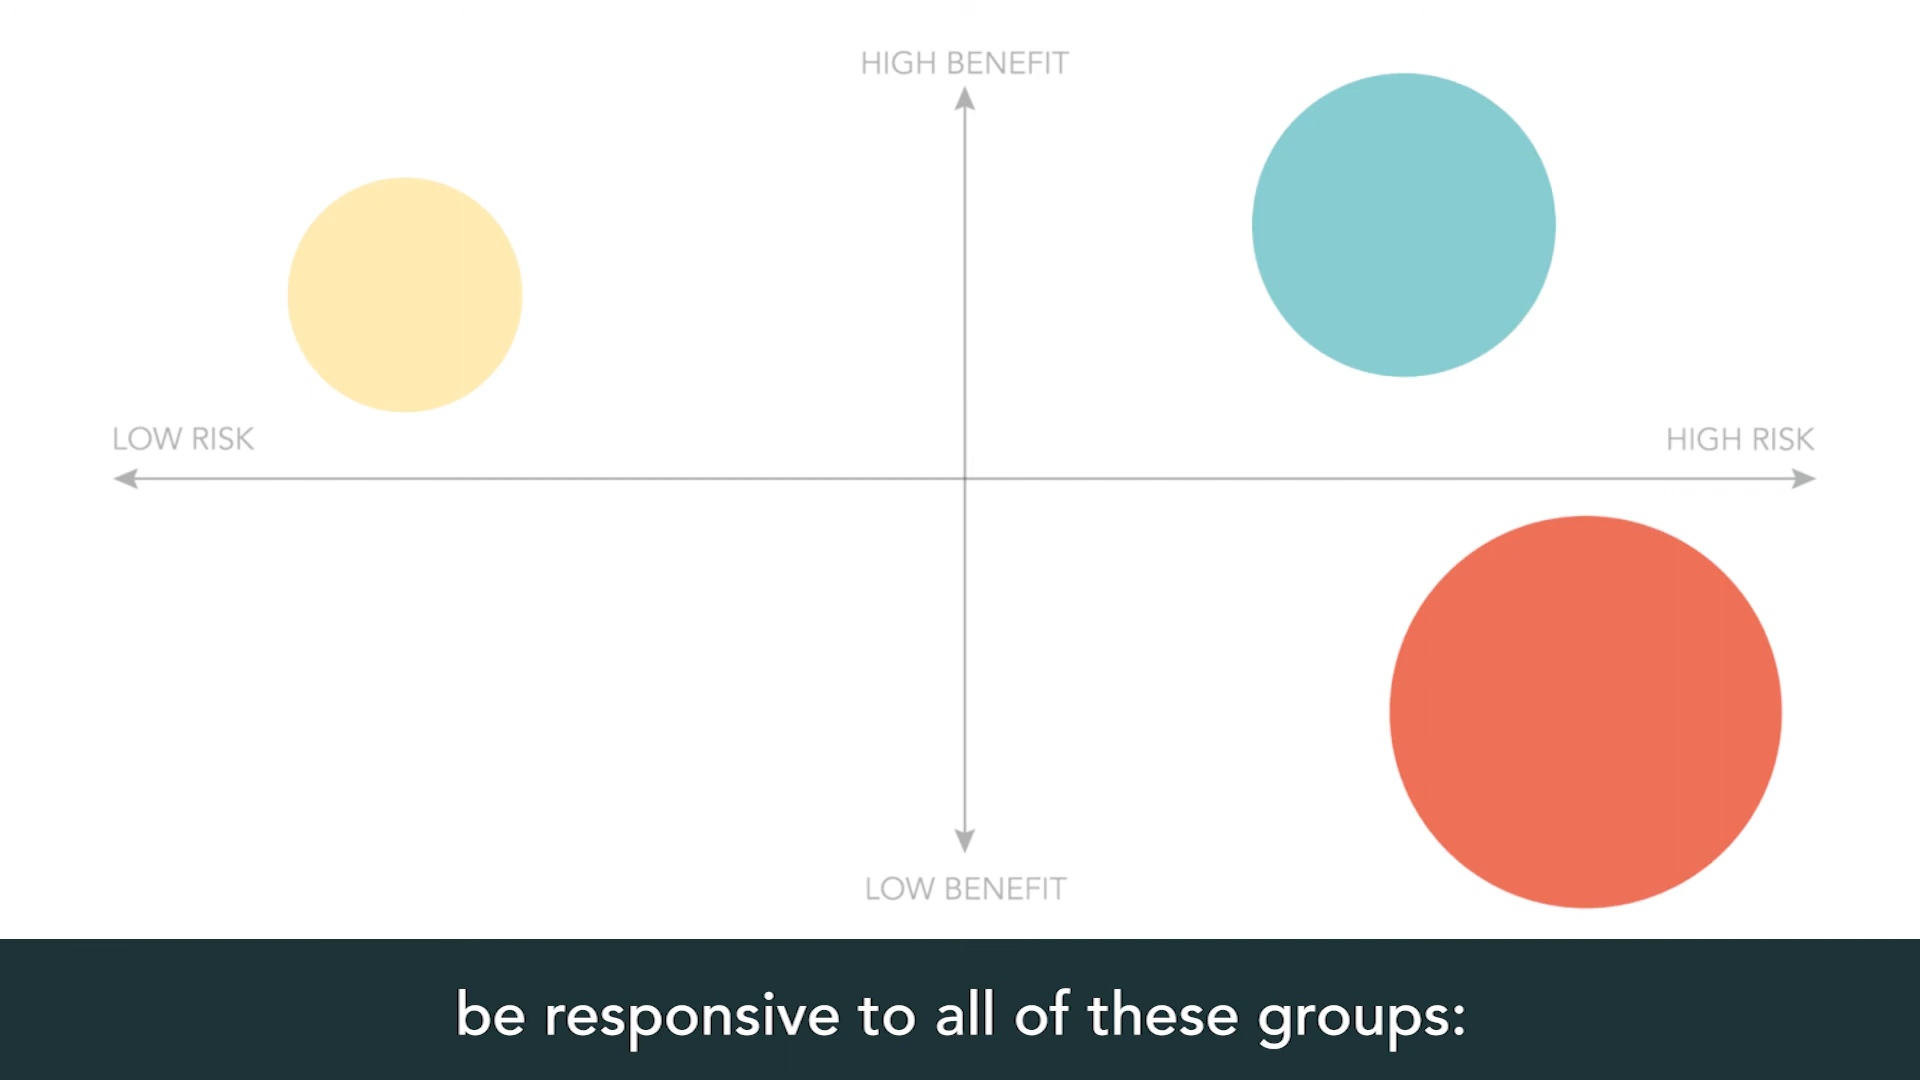 HIGH BENEFIT
LOW RISK
HIGH RISK
LOW BENEFIT
be responsive to all of these groups: